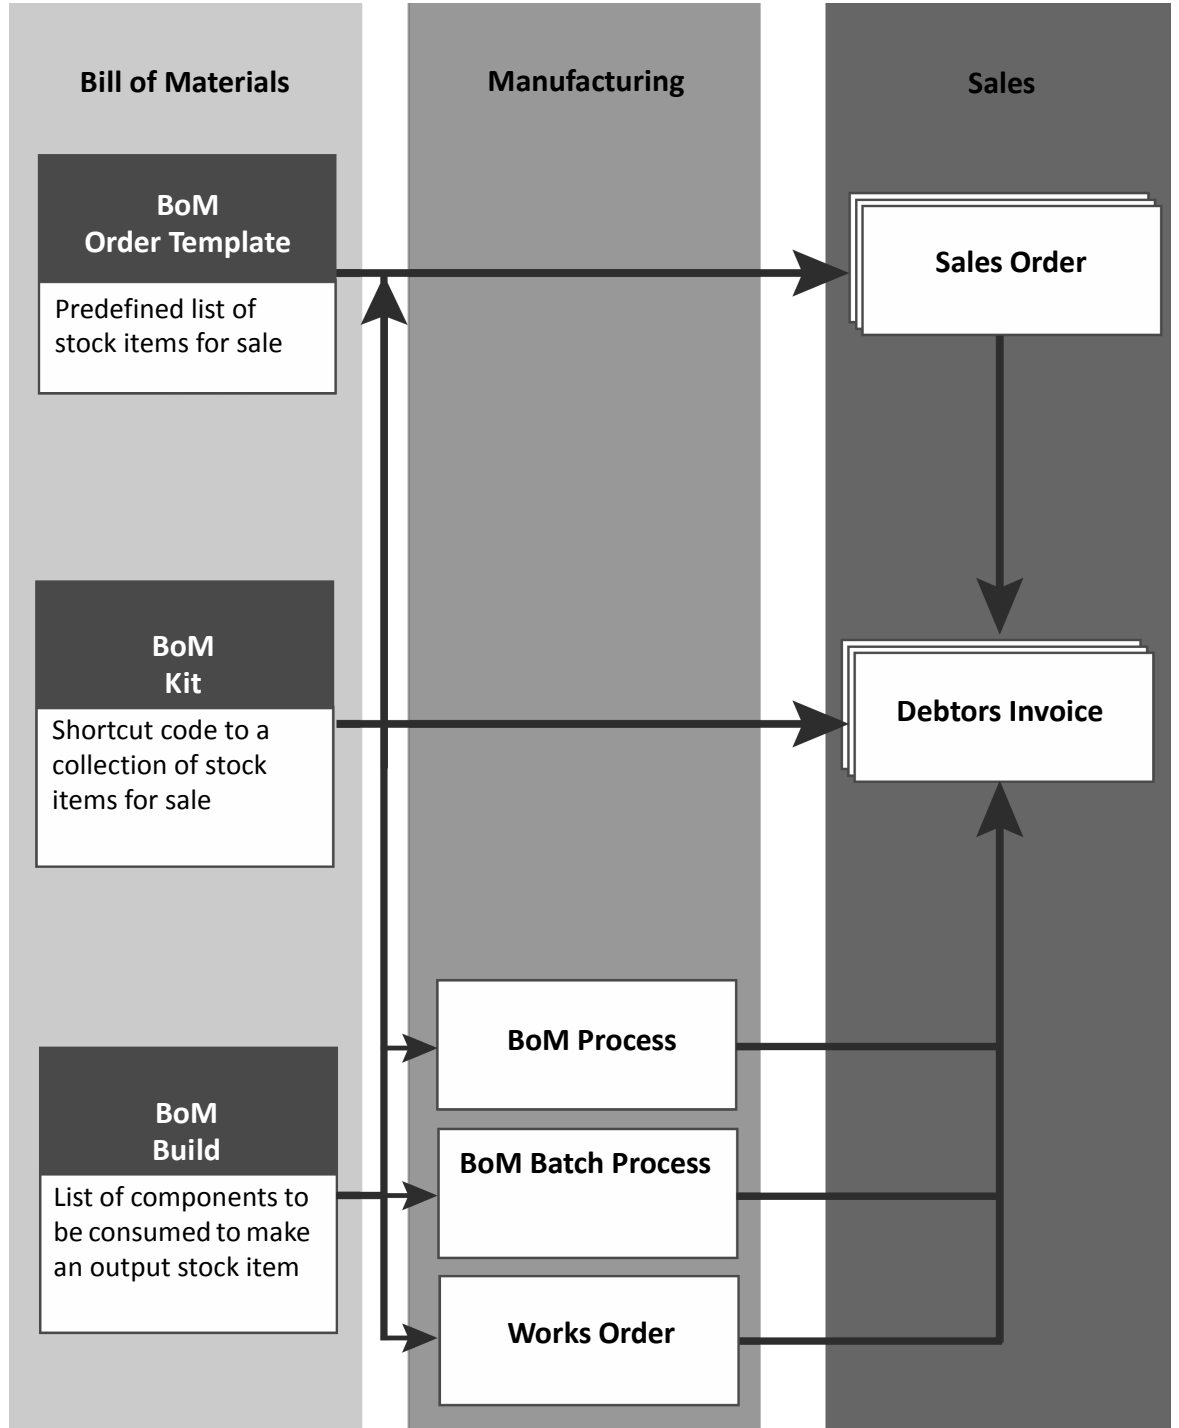 Bill of Materials
Manufacturing
Sales
BoM
Order Template
Predefined list of
stock items for sale
Sales Order
BoM
Kit
Shortcut code to a
collection of stock
items for sale
Debtors Invoice
BoM
Build
List of components to
be consumed to make
an output stock item
BoM Process
BoM Batch Process
Works Order